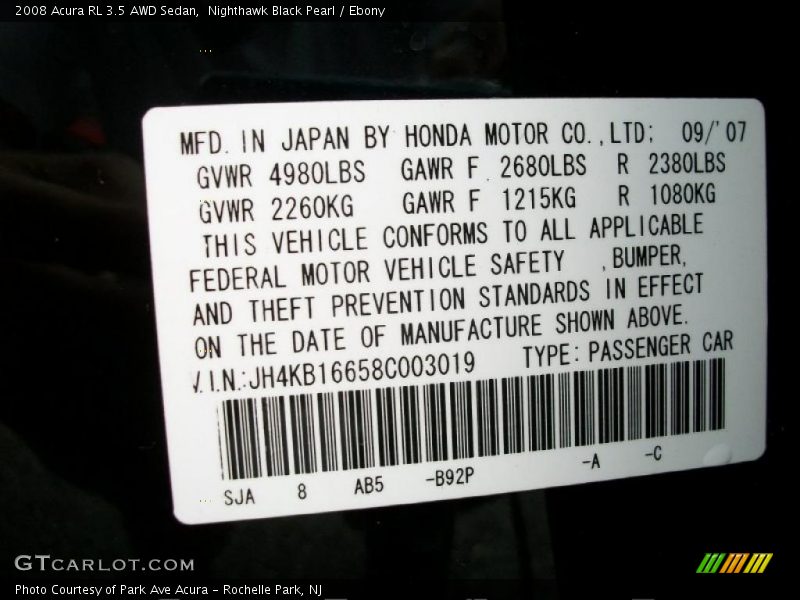 2008 Acura RL 3.5 AWD Sedan,  Nighthawk Black Pearl / Ebony
MFD. IN JAPAN BY HONDA MOTOR CO.,LTD; 09/'07
GVWR 4980LBS GAWR F 2680LBS R 2380LBS
GVWR 2260KG GAWR F 1215KG R 1080KG
THIS VEHICLE CONFORMS TO ALL APPLICABLE
FEDERAL MOTOR VEHICLE SAFETY ,BUMPER,
AND THEFT PREVENTION STANDARDS IN EFFECT
ON THE DATE OF MANUFACTURE SHOWN ABOVE.
V.I.N.:JH4KB16658C003019 TYPE:PASSENGER CAR
SJA 8 AB5 -B92P -A -C
GTCARLOT.COM
Photo Courtesy of Park Ave Acura - Rochelle Park, NJ